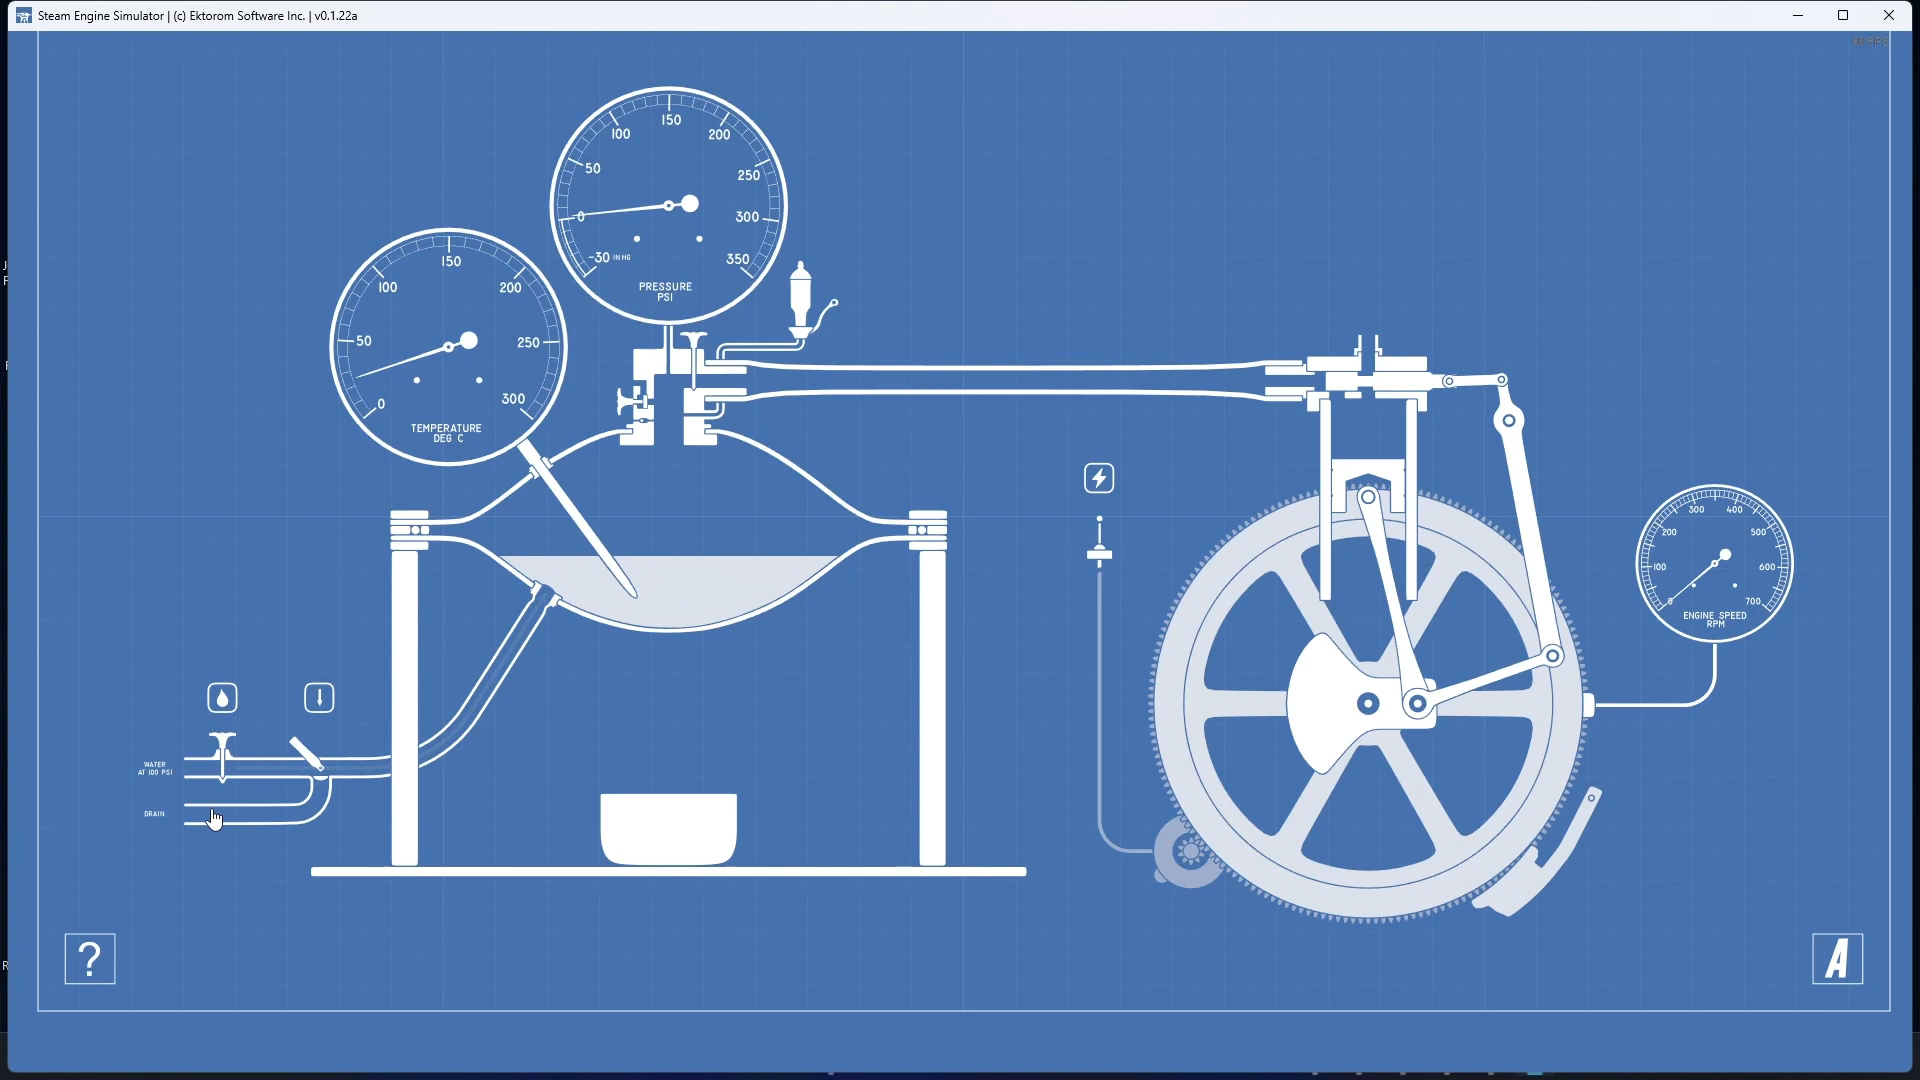 Steam Engine Simulator | (c) Ektorom Software Inc. | v0.1.22a
150
100
200
50
250
0
300
-30 IN HG
350
PRESSURE
PSI
150
100
200
50
250
0
300
TEMPERATURE
DEG C
300
400
200
500
100
600
0
700
ENGINE SPEED
RPM
WATER
AT 100 PSI
DRAIN
?
A